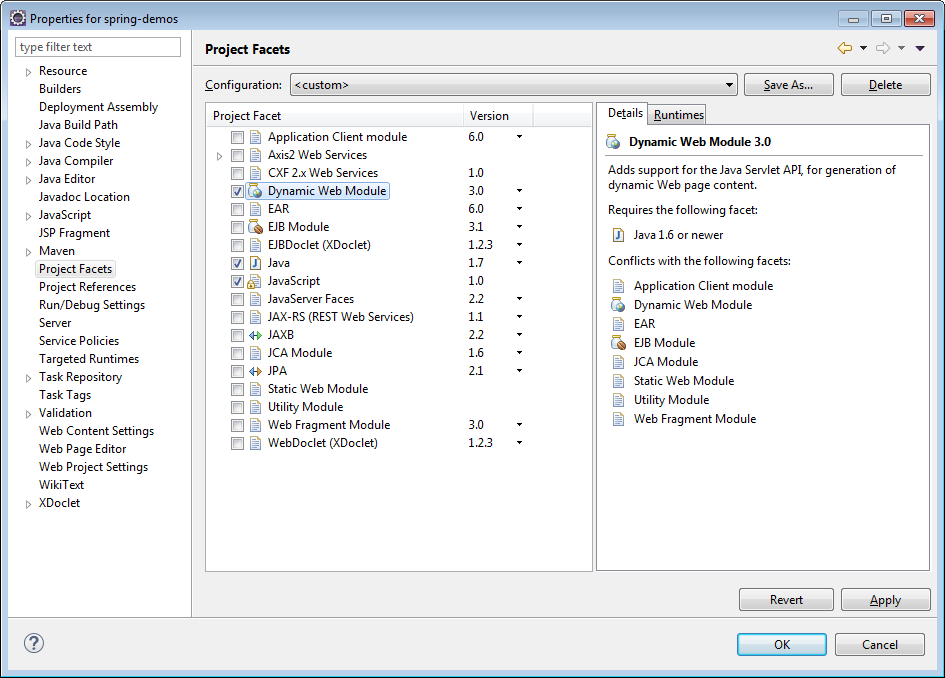 Properties for spring-demos
type filter text
Resource
Builders
Deployment Assembly
Java Build Path
Java Code Style
Java Compiler
Java Editor
Javadoc Location
JavaScript
JSP Fragment
Maven
Project Facets
Project References
Run/Debug Settings
Server
Service Policies
Targeted Runtimes
Task Repository
Task Tags
Validation
Web Content Settings
Web Page Editor
Web Project Settings
WikiText
XDoclet
Project Facets
Configuration: <custom> Save As... Delete
Project Facet Version
Application Client module 6.0
Axis2 Web Services
CXF 2.x Web Services 1.0
Dynamic Web Module 3.0
EAR 6.0
EJB Module 3.1
EJBDoclet (XDoclet) 1.2.3
Java 1.7
JavaScript 1.0
JavaServer Faces 2.2
JAX-RS (REST Web Services) 1.1
JAXB 2.2
JCA Module 1.6
JPA 2.1
Static Web Module
Utility Module
Web Fragment Module 3.0
WebDoclet (XDoclet) 1.2.3
Details Runtimes
Dynamic Web Module 3.0
Adds support for the Java Servlet API, for generation of
dynamic Web page content.
Requires the following facet:
Java 1.6 or newer
Conflicts with the following facets:
Application Client module
Dynamic Web Module
EAR
EJB Module
JCA Module
Static Web Module
Utility Module
Web Fragment Module
Revert Apply
? OK Cancel